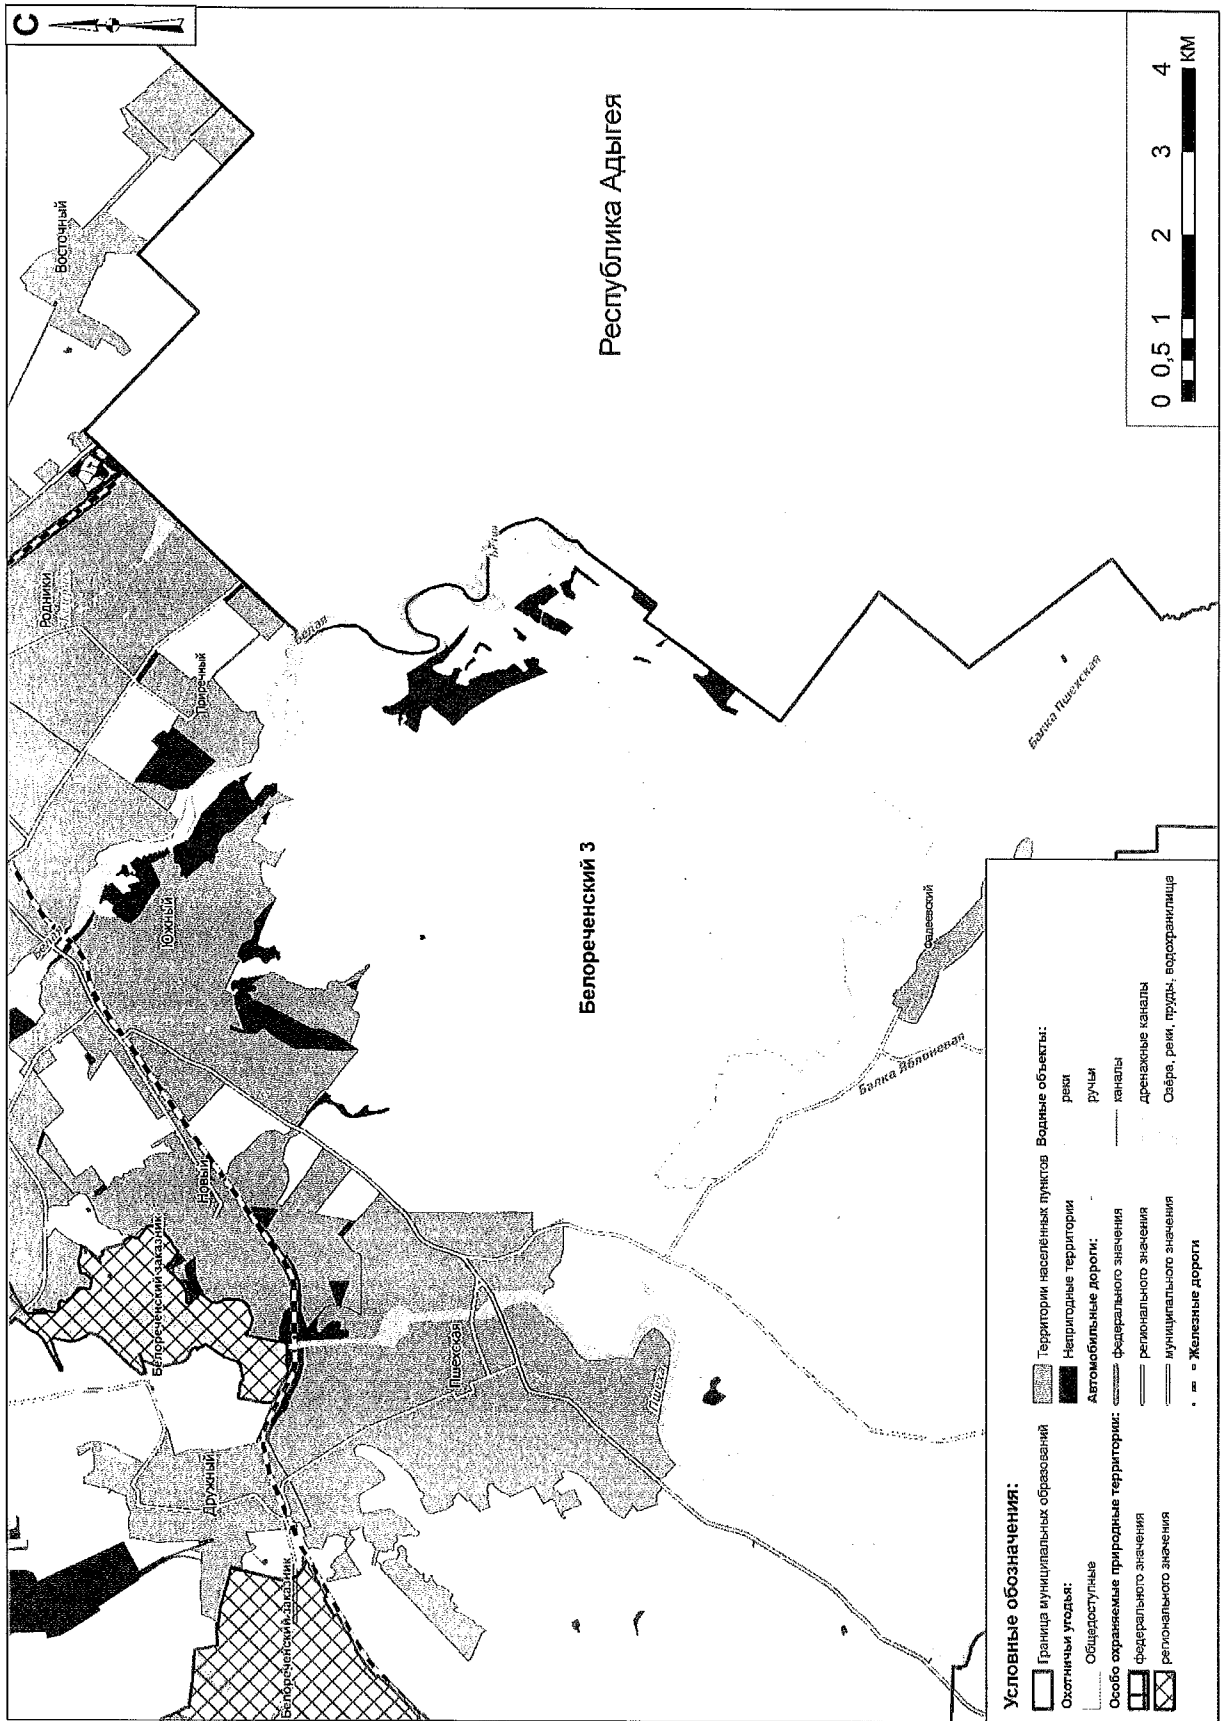 С
Восточный
Родники
Приречный
Белая
Белая
Южный
Новый
Белореченский заказник
Дружный
Белореченский заказник
Пшехская
Пшеха
Белореченский 3
Фадеевский
Балка Яблоневая
Балка Пшехская
Республика Адыгея
0 0,5 1 2 3 4
КМ
Условные обозначения:
Граница муниципальных образований
Охотничьи угодья:
Общедоступные
Особо охраняемые природные территории:
федерального значения
регионального значения
Территории населённых пунктов
Непригодные территории
Автомобильные дороги:
федерального значения
регионального значения
муниципального значения
Железные дороги
Водные объекты:
реки
ручьи
каналы
дренажные каналы
Озёра, реки, пруды, водохранилища